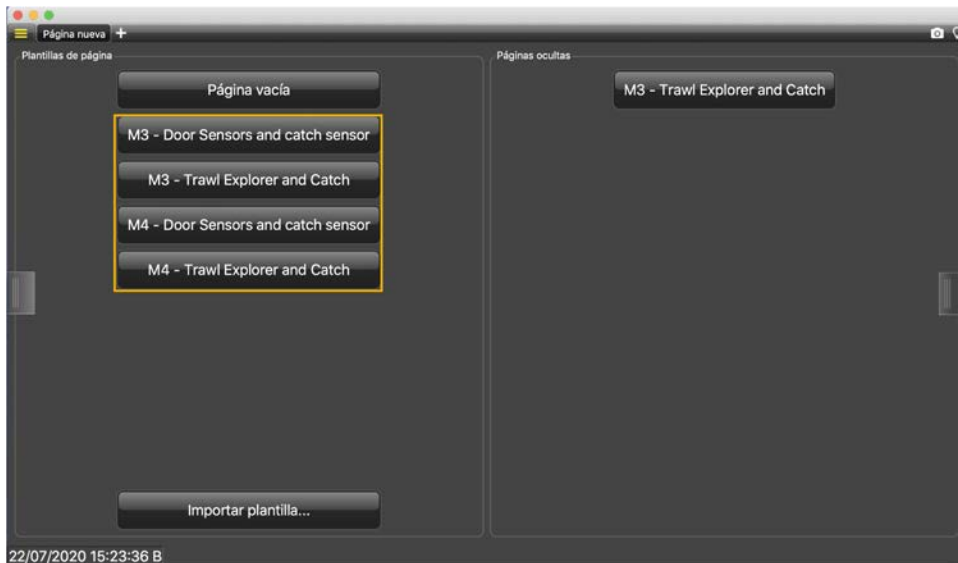 Página nueva +
Plantillas de página
Páginas ocultas
Página vacía
M3 - Trawl Explorer and Catch
M3 - Door Sensors and catch sensor
M3 - Trawl Explorer and Catch
M4 - Door Sensors and catch sensor
M4 - Trawl Explorer and Catch
Importar plantilla...
22/07/2020 15:23:36 B